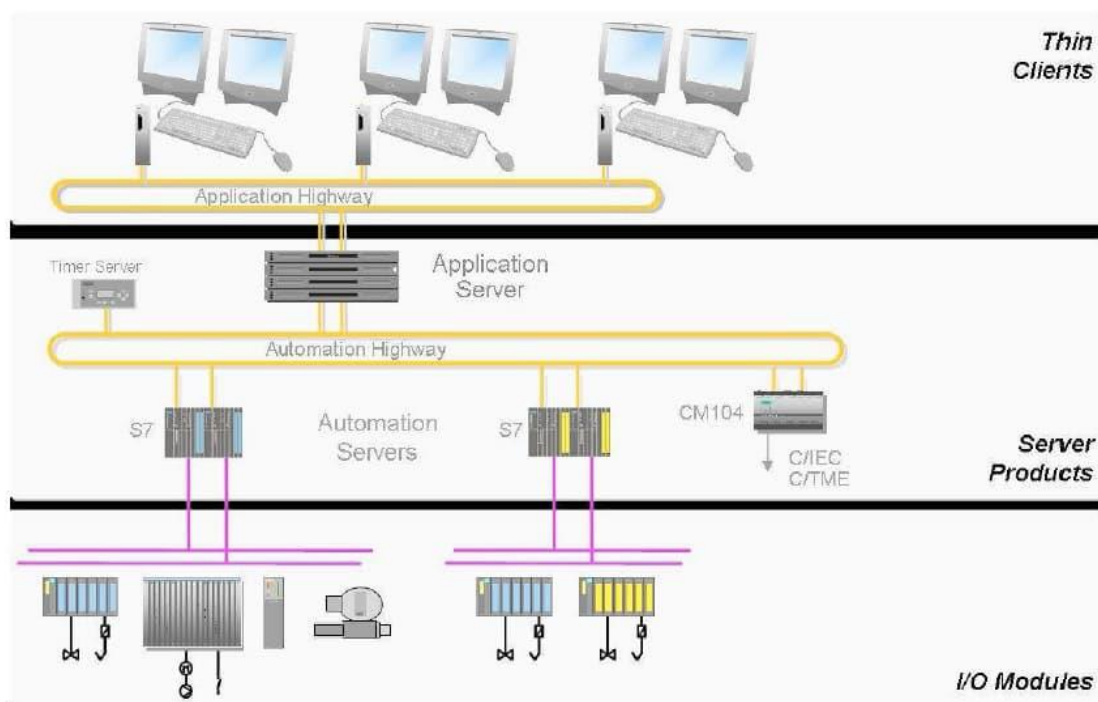 Thin
Clients
Application Highway
Timer Server
Application
Server
Automation Highway
S7
Automation
Servers
S7
CM104
C/IEC
C/TME
Server
Products
I/O Modules